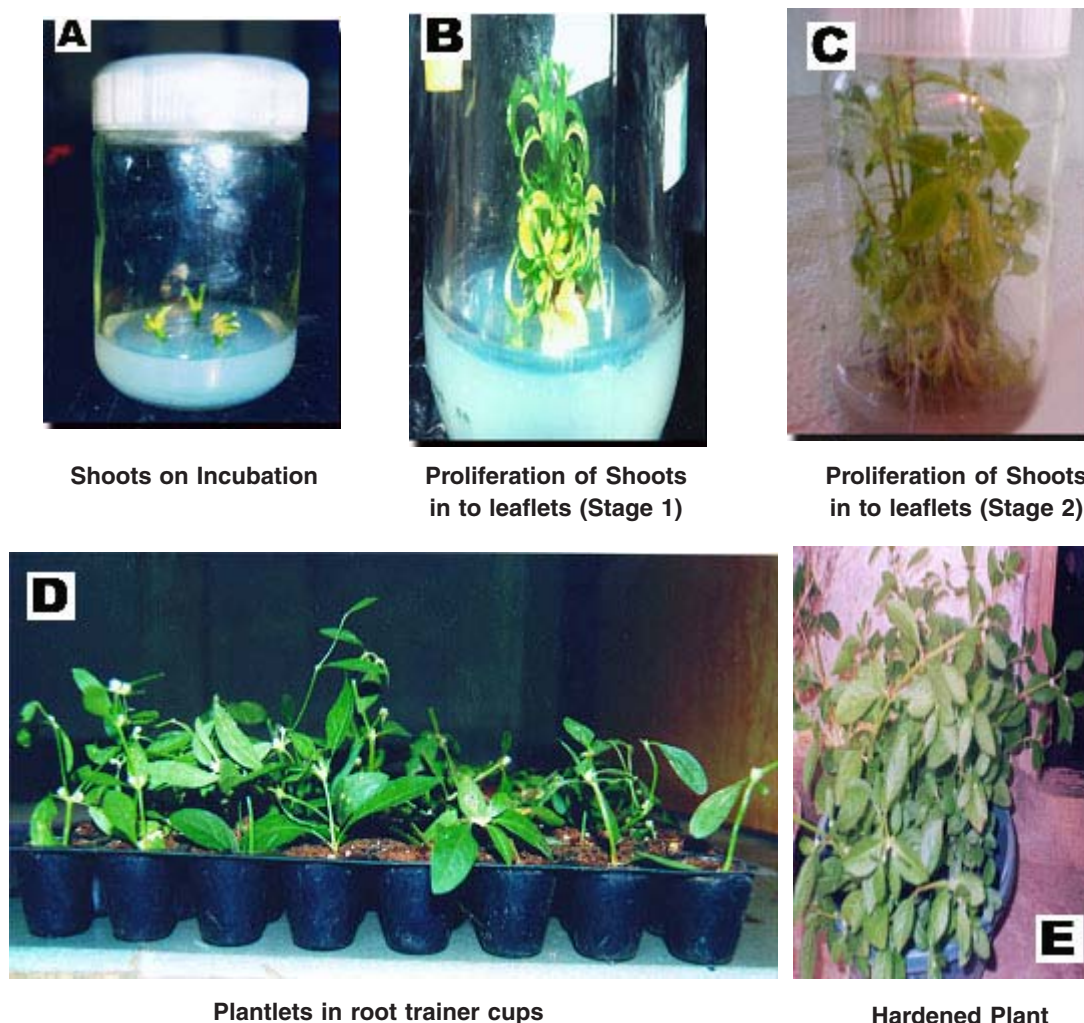 A
B
C
Shoots on Incubation
Proliferation of Shoots
in to leaflets (Stage 1)
Proliferation of Shoots
in to leaflets (Stage 2)
D
E
Plantlets in root trainer cups
Hardened Plant